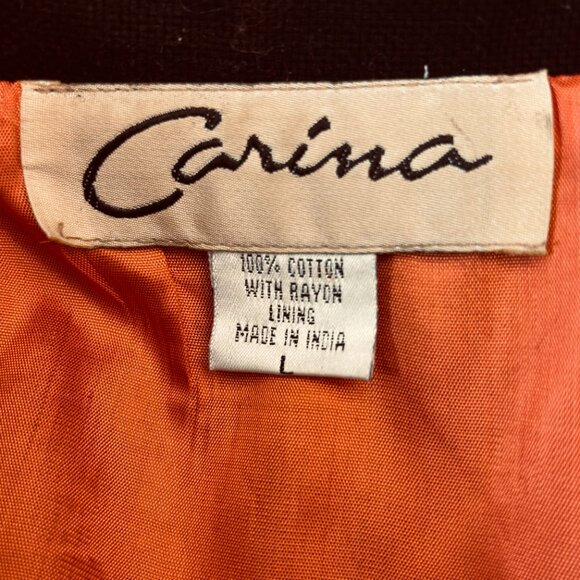 Carina
100% COTTON
WITH RAYON
LINING
MADE IN INDIA
L